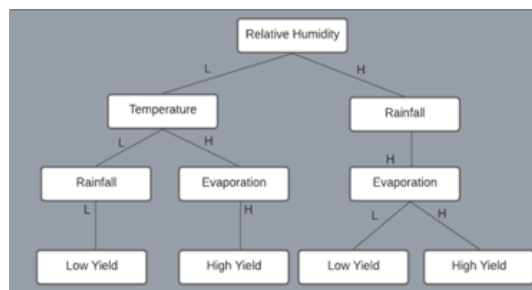 Relative Humidity
L
H
Temperature
Rainfall
L
H
H
Rainfall
Evaporation
Evaporation
L
H
L
H
Low Yield
High Yield
Low Yield
High Yield